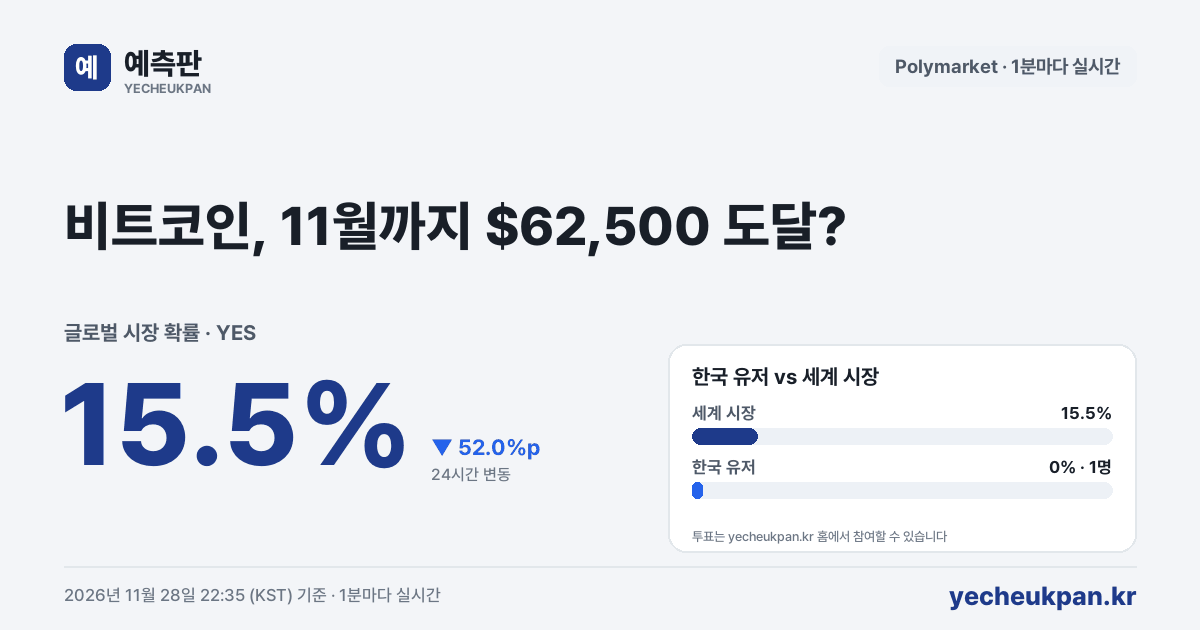 예 예측판
YECHEUKPAN
Polymarket · 1분마다 실시간
비트코인, 11월까지 $62,500 도달?
글로벌 시장 확률 · YES
15.5%
▼ 52.0%p
24시간 변동
한국 유저 vs 세계 시장
세계 시장 15.5%
한국 유저 0% · 1명
투표는 yecheukpan.kr 홈에서 참여할 수 있습니다
2026년 11월 28일 22:35 (KST) 기준 · 1분마다 실시간
yecheukpan.kr